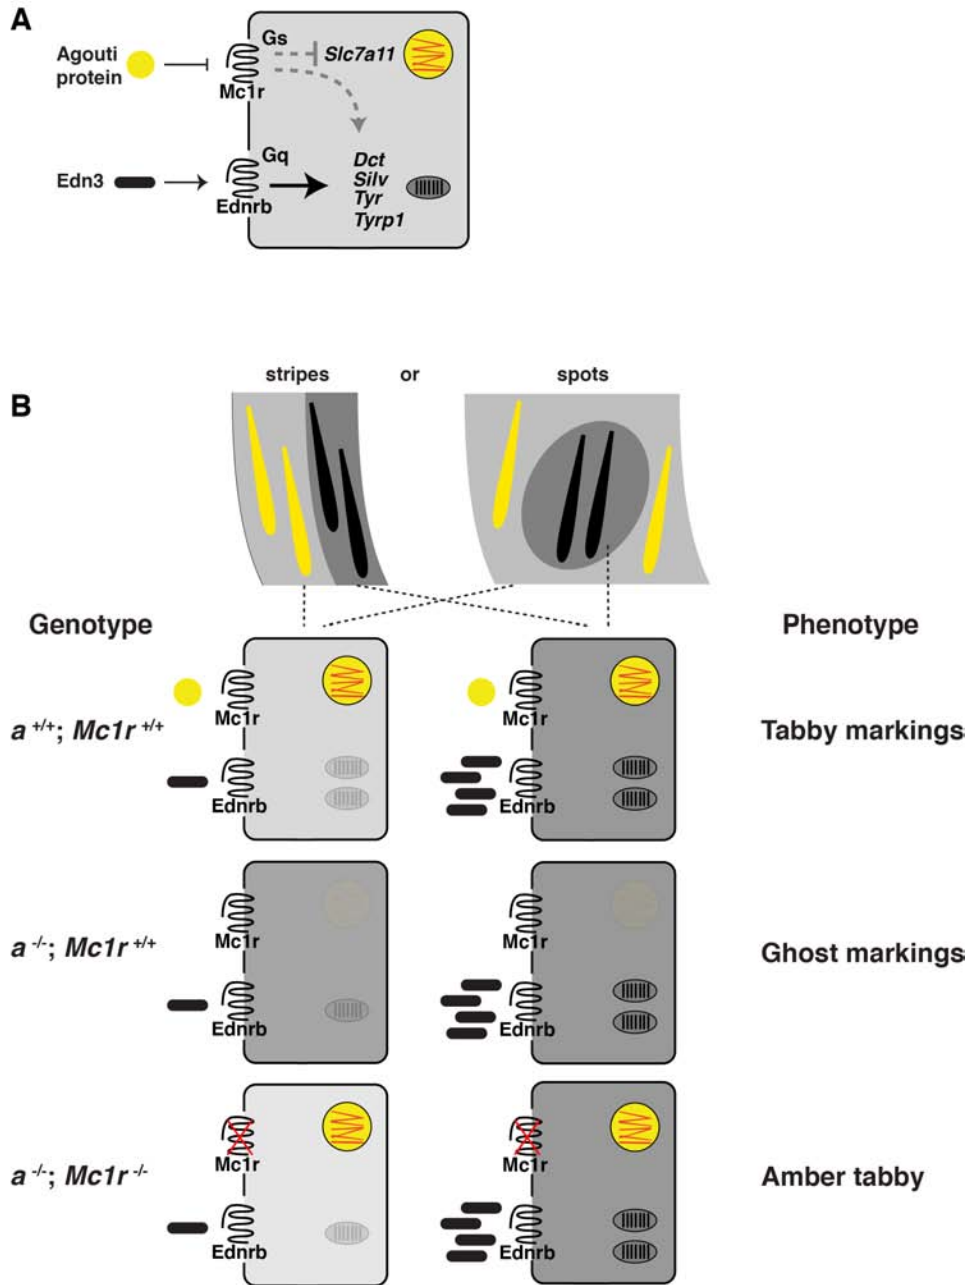 A
Agouti
protein
Gs
Slc7a11
Mc1r
Gq
Edn3
Ednrb
Dct
Silv
Tyr
Tyrp1
stripes or spots
B
Genotype Phenotype
a +/+; Mc1r +/+
Mc1r
Ednrb
Mc1r
Ednrb
Tabby markings
a -/-; Mc1r +/+
Mc1r
Ednrb
Mc1r
Ednrb
Ghost markings
a -/-; Mc1r -/-
Mc1r
Ednrb
Mc1r
Ednrb
Amber tabby